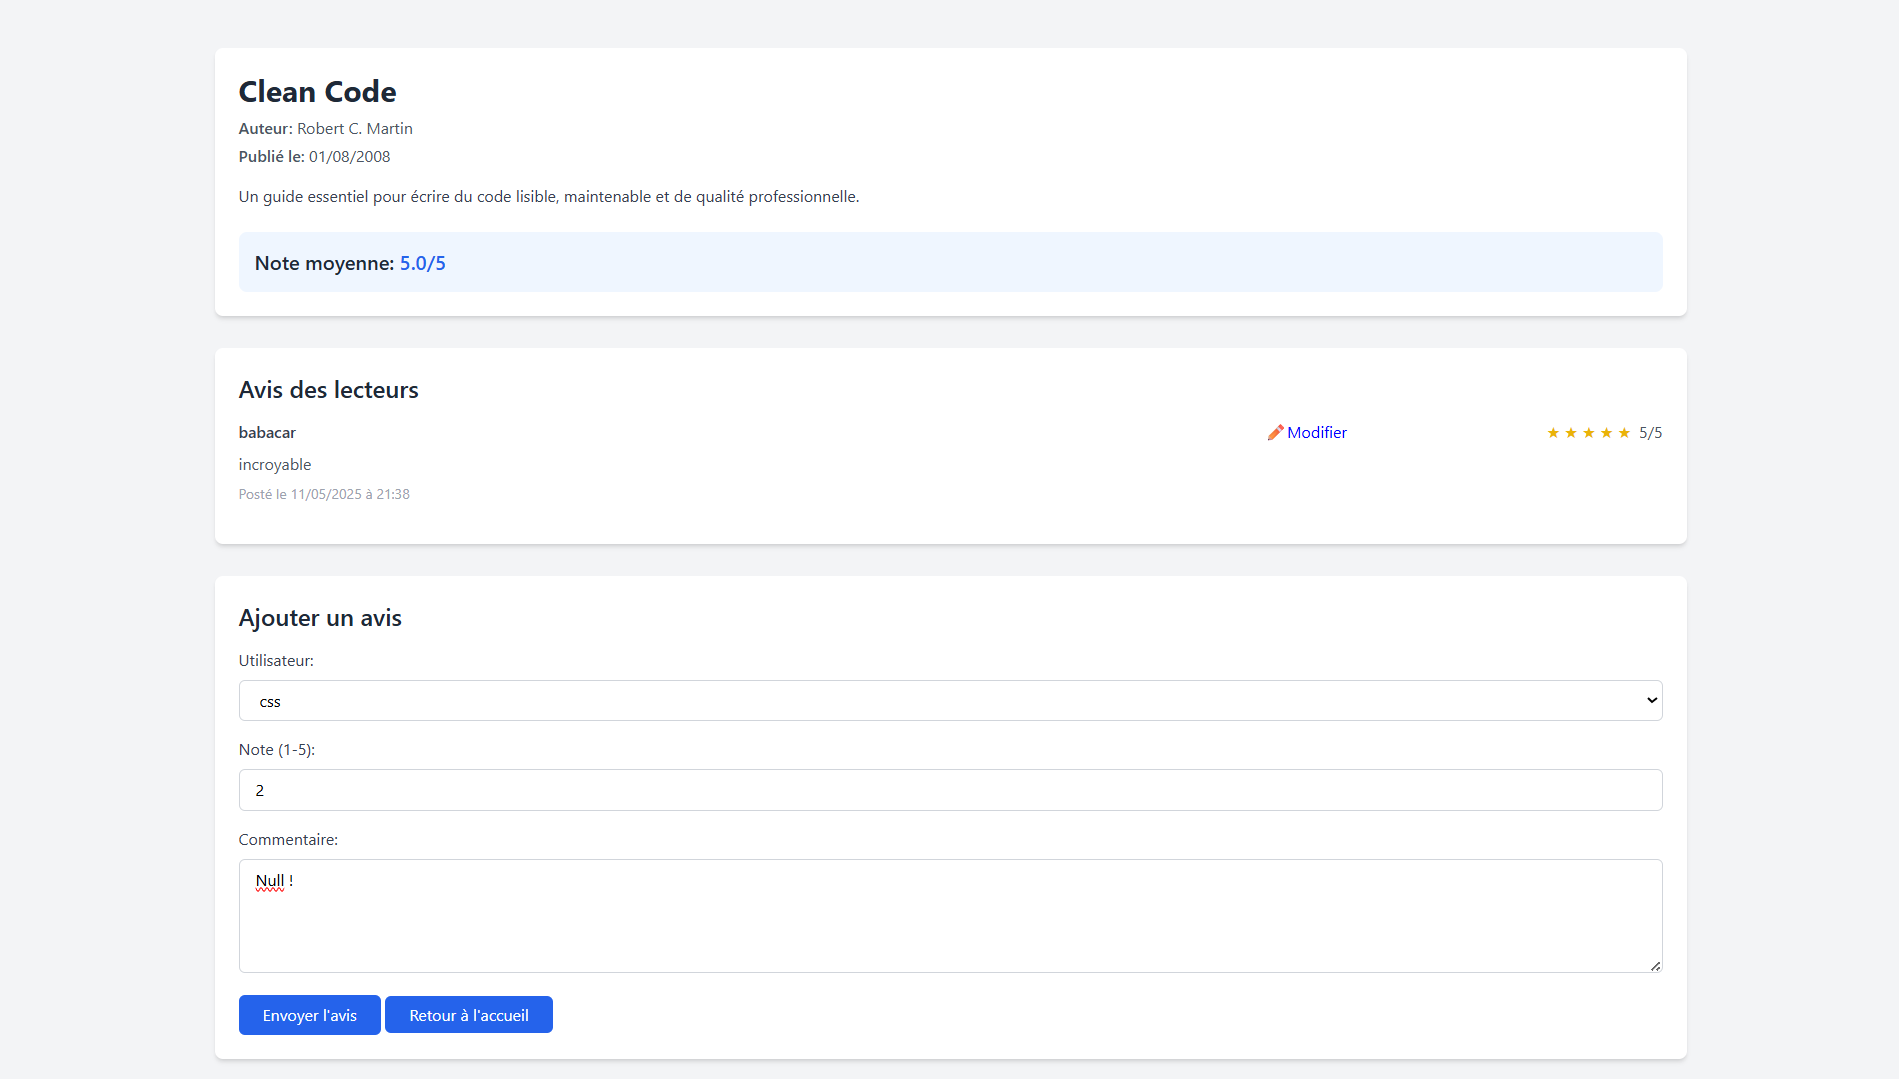 Clean Code
Auteur: Robert C. Martin
Publié le: 01/08/2008
Un guide essentiel pour écrire du code lisible, maintenable et de qualité professionnelle.
Note moyenne: 5.0/5
Avis des lecteurs
babacar Modifier ★ ★ ★ ★ ★ 5/5
incroyable
Posté le 11/05/2025 à 21:38
Ajouter un avis
Utilisateur:
css
Note (1-5):
2
Commentaire:
Null !
Envoyer l'avis Retour à l'accueil